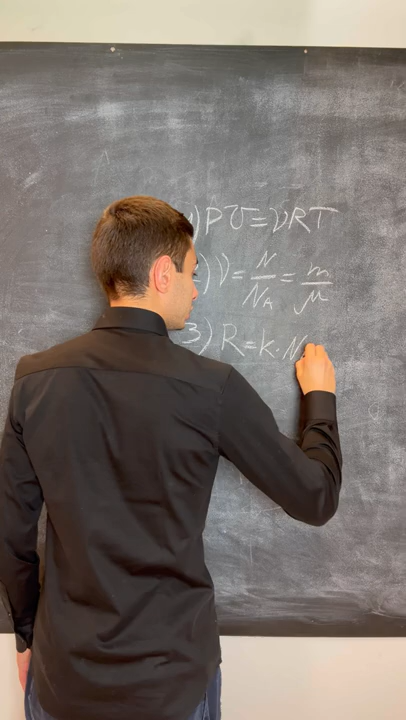 1) PV=νRT
2) ν = N/N_A = m/μ
3) R=k·N